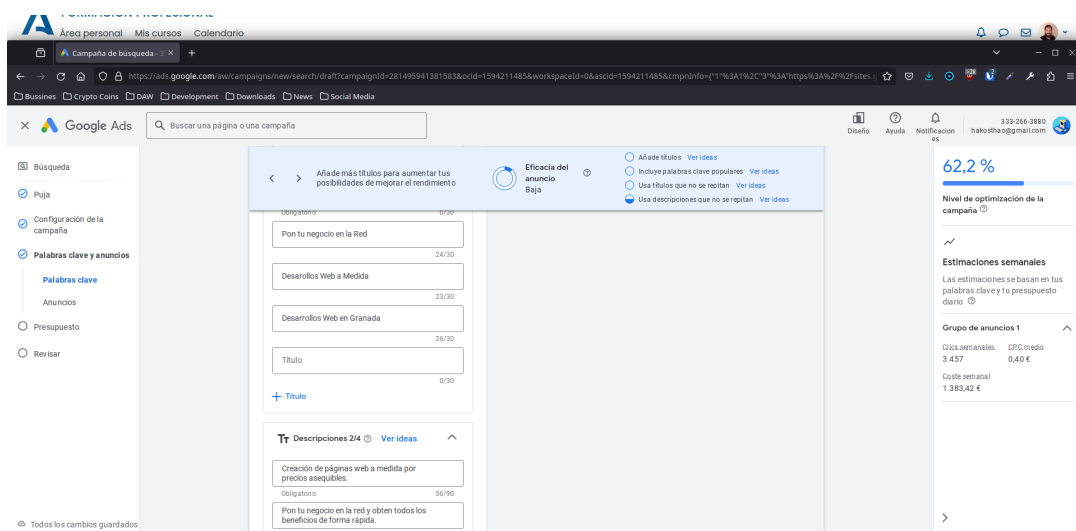 FORMACIÓN PROFESIONAL
Área personal Mis cursos Calendario
Campaña de búsqueda - 3
https://ads.google.com/aw/campaigns/new/search/draft?campaignId=281495941381583&ocid=1594211485&workspaceId=0&ascid=1594211485&cmpnInfo={"1"%3A1%2C"3"%3A"https%3A%2F%2Fsites.g
Bussines Crypto Coins DAW Development Downloads News Social Media
Google Ads
Buscar una página o una campaña
Diseño
Ayuda
Notificacion
es
333-266-3880
hakosthao@gmail.com
Búsqueda
Puja
Configuración de la
campaña
Palabras clave y anuncios
Palabras clave
Anuncios
Presupuesto
Revisar
Todos los cambios guardados
Añade más títulos para aumentar tus
posibilidades de mejorar el rendimiento
Eficacia del
anuncio
Baja
Añade títulos Ver ideas
Incluye palabras clave populares Ver ideas
Usa títulos que no se repitan Ver ideas
Usa descripciones que no se repitan Ver ideas
Obligatorio 0/30
Pon tu negocio en la Red
24/30
Desarollos Web a Medida
23/30
Desarrollos Web en Granada
26/30
Título
0/30
+ Título
Descripciones 2/4 Ver ideas
Creación de páginas web a medida por
precios asequibles.
Obligatorio 56/90
Pon tu negocio en la red y obten todos los
beneficios de forma rápida.
62,2 %
Nivel de optimización de la
campaña
Estimaciones semanales
Las estimaciones se basan en tus
palabras clave y tu presupuesto
diario
Grupo de anuncios 1
Clics semanales CPC medio
3.457 0,40 €
Coste semanal
1.383,42 €